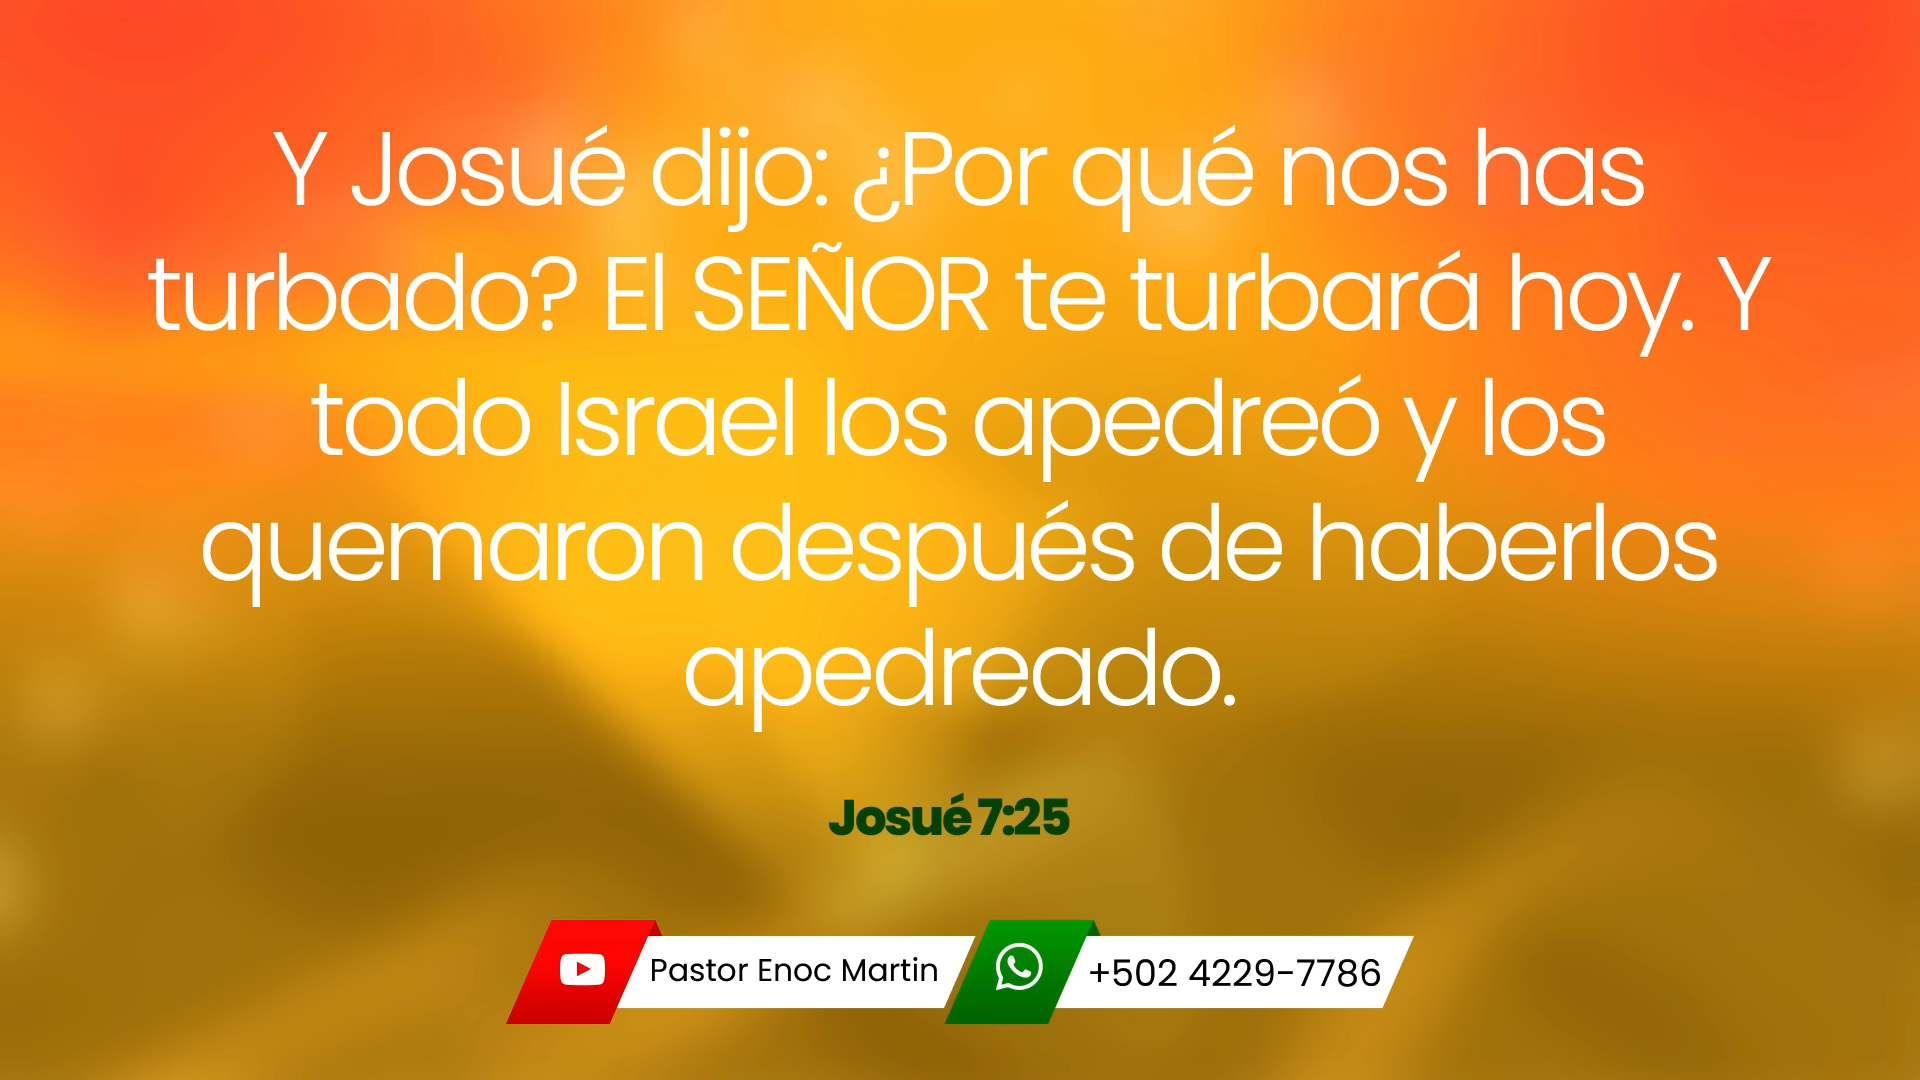 Y Josué dijo: ¿Por qué nos has
turbado? El SEÑOR te turbará hoy. Y
todo Israel los apedreó y los
quemaron después de haberlos
apedreado.
Josué 7:25
Pastor Enoc Martin
+502 4229-7786